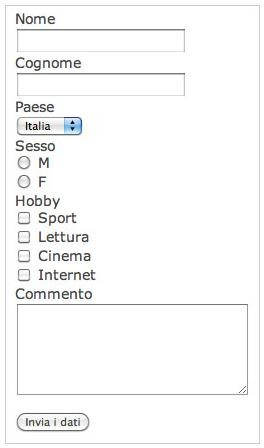 Nome
Cognome
Paese
Italia
Sesso
M
F
Hobby
Sport
Lettura
Cinema
Internet
Commento
Invia i dati